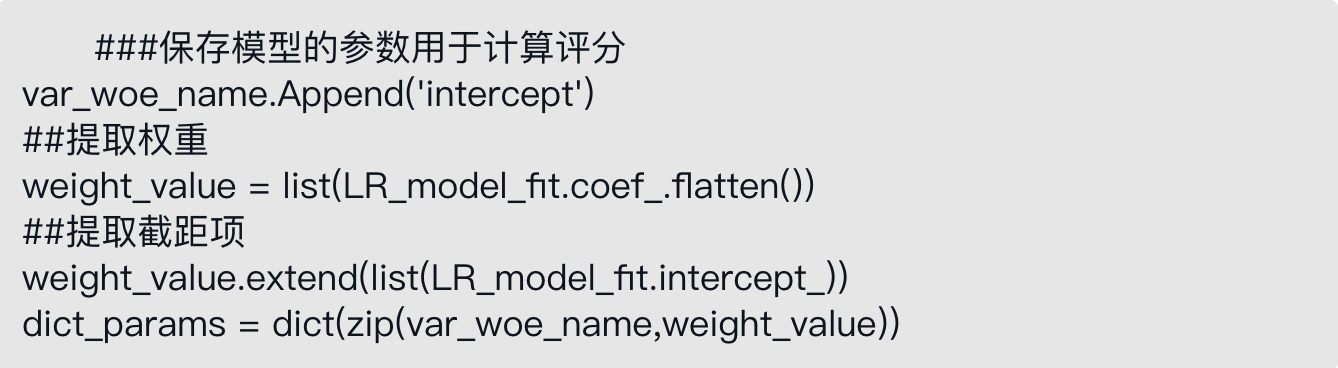 ###保存模型的参数用于计算评分
var_woe_name.Append('intercept')
##提取权重
weight_value = list(LR_model_fit.coef_.flatten())
##提取截距项
weight_value.extend(list(LR_model_fit.intercept_))
dict_params = dict(zip(var_woe_name,weight_value))